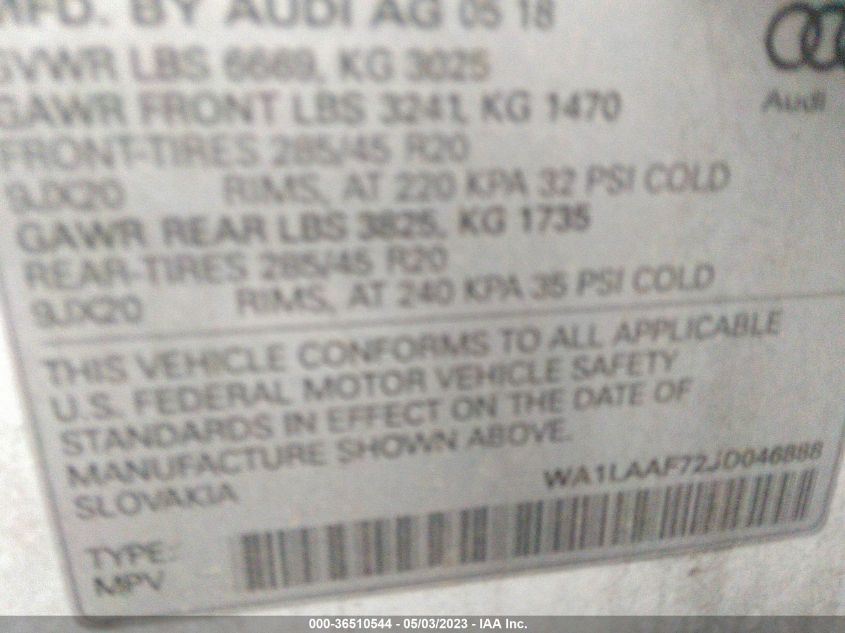 MFD. BY AUDI AG 05 18
GVWR LBS 6669, KG 3025
Audi
GAWR FRONT LBS 3241, KG 1470
FRONT-TIRES 285/45 R20
9JX20 RIMS, AT 220 KPA 32 PSI COLD
GAWR REAR LBS 3825, KG 1735
REAR-TIRES 285/45 R20
9JX20 RIMS, AT 240 KPA 35 PSI COLD
THIS VEHICLE CONFORMS TO ALL APPLICABLE
U.S. FEDERAL MOTOR VEHICLE SAFETY
STANDARDS IN EFFECT ON THE DATE OF
MANUFACTURE SHOWN ABOVE.
SLOVAKIA WA1LAAF72JD046888
TYPE:
MPV
000-36510544 - 05/03/2023 - IAA Inc.